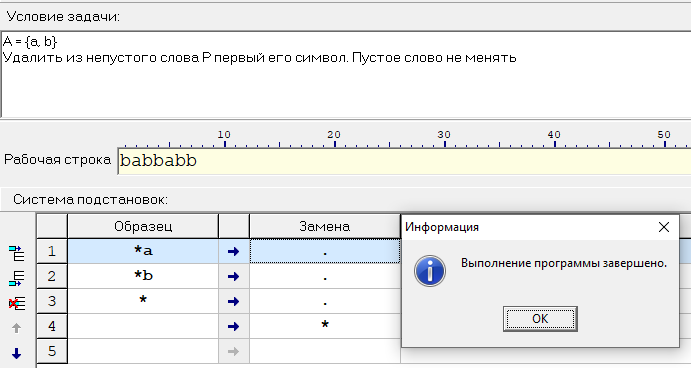 Условие задачи:
A = {a, b}
Удалить из непустого слова P первый его символ. Пустое слово не менять
10 20 30 40 50
Рабочая строка babbabb
Система подстановок:
Образец Замена
1 *a → .
2 *b → .
3 * → .
4 → *
5 →
Информация
Выполнение программы завершено.
OK